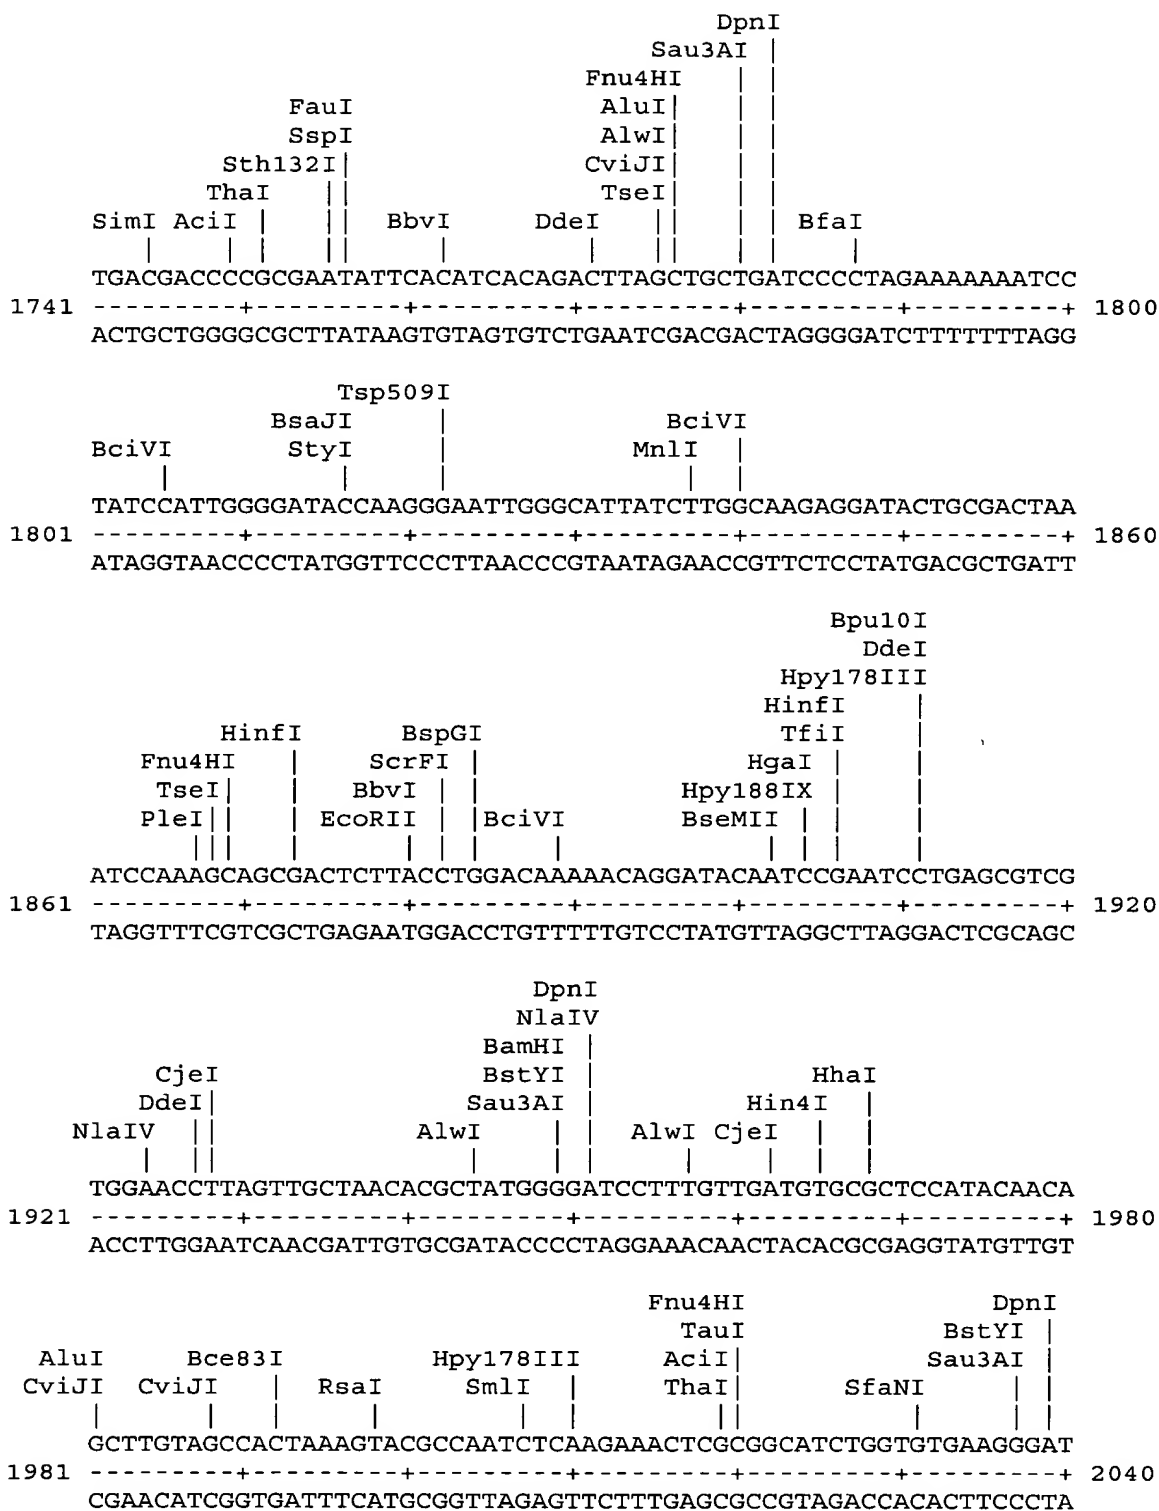 DpnI
Sau3AI
Fnu4HI
FauI AluI
SspI AlwI
Sth132I CviJI
ThaI TseI
SimI AciI BbvI DdeI BfaI
TGACGACCCCGCGAATATTCACATCACAGACTTAGCTGCTGATCCCCTAGAAAAAAATCC
1741 ---------+---------+---------+---------+---------+---------+ 1800
ACTGCTGGGGCGCTTATAAGTGTAGTGTCTGAATCGACGACTAGGGGATCTTTTTTTAGG
Tsp509I
BsaJI BciVI
BciVI StyI MnlI
TATCCATTGGGGATACCAAGGGAATTGGGCATTATCTTGGCAAGAGGATACTGCGACTAA
1801 ---------+---------+---------+---------+---------+---------+ 1860
ATAGGTAACCCCTATGGTTCCCTTAACCCGTAATAGAACCGTTCTCCTATGACGCTGATT
Bpu10I
DdeI
Hpy178III
HinfI
HinfI BspGI TfiI
Fnu4HI ScrFI HgaI
TseI BbvI Hpy188IX
PleI EcoRII BciVI BseMII
ATCCAAAGCAGCGACTCTTACCTGGACAAAAACAGGATACAATCCGAATCCTGAGCGTCG
1861 ---------+---------+---------+---------+---------+---------+ 1920
TAGGTTTCGTCGCTGAGAATGGACCTGTTTTTGTCCTATGTTAGGCTTAGGACTCGCAGC
DpnI
NlaIV
BamHI
CjeI BstYI HhaI
DdeI Sau3AI Hin4I
NlaIV AlwI AlwI CjeI
TGGAACCTTAGTTGCTAACACGCTATGGGGATCCTTTGTTGATGTGCGCTCCATACAACA
1921 ---------+---------+---------+---------+---------+---------+ 1980
ACCTTGGAATCAACGATTGTGCGATACCCCTAGGAAACAACTACACGCGAGGTATGTTGT
Fnu4HI DpnI
TauI BstYI
AluI Bce83I Hpy178III AciI Sau3AI
CviJI CviJI RsaI SmlI ThaI SfaNI
GCTTGTAGCCACTAAAGTACGCCAATCTCAAGAAACTCGCGGCATCTGGTGTGAAGGGAT
1981 ---------+---------+---------+---------+---------+---------+ 2040
CGAACATCGGTGATTTCATGCGGTTAGAGTTCTTTGAGCGCCGTAGACCACACTTCCCTA